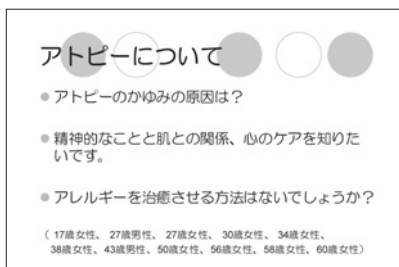 アトピーについて
アトピーのかゆみの原因は？
精神的なことと肌との関係、心のケアを知りた
いです。
アレルギーを治癒させる方法はないでしょうか？
（ 17歳女性、 27歳男性、 27歳女性、 30歳女性、 34歳女性、
38歳女性、43歳男性、50歳女性、56歳女性、58歳女性、60歳女性）